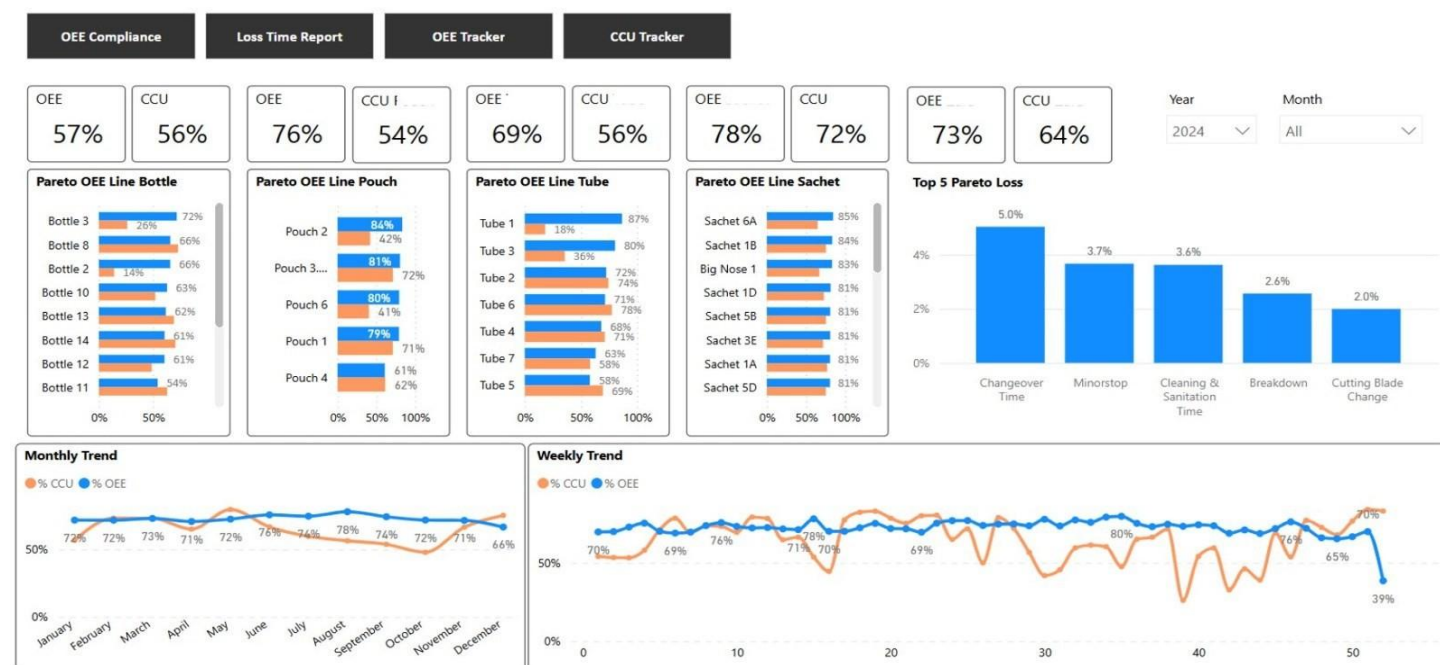 OEE Compliance
Loss Time Report
OEE Tracker
CCU Tracker
OEE
57%
CCU
56%
OEE
76%
CCU
54%
OEE
69%
CCU
56%
OEE
78%
CCU
72%
OEE
73%
CCU
64%
Year
2024
Month
All
Pareto OEE Line Bottle
Bottle 3 72%
26%
Bottle 8 66%
Bottle 2 66%
14%
Bottle 10 63%
Bottle 13 62%
Bottle 14 61%
Bottle 12 61%
Bottle 11 54%
0% 50%
Pareto OEE Line Pouch
Pouch 2 84%
42%
Pouch 3.... 81%
72%
Pouch 6 80%
41%
Pouch 1 79%
71%
Pouch 4 61%
62%
0% 50% 100%
Pareto OEE Line Tube
Tube 1 87%
18%
Tube 3 80%
36%
Tube 2 72%
74%
Tube 6 71%
78%
Tube 4 68%
71%
Tube 7 63%
58%
Tube 5 58%
69%
0% 50% 100%
Pareto OEE Line Sachet
Sachet 6A 85%
Sachet 1B 84%
Big Nose 1 83%
Sachet 1D 81%
Sachet 5B 81%
Sachet 3E 81%
Sachet 1A 81%
Sachet 5D 81%
0% 50% 100%
Top 5 Pareto Loss
5.0%
3.7%
3.6%
2.6%
2.0%
4%
2%
0%
Changeover
Time
Minorstop
Cleaning &
Sanitation
Time
Breakdown
Cutting Blade
Change
Monthly Trend
% CCU % OEE
72% 72% 73% 71% 72% 76% 74% 78% 74% 72% 71% 66%
50%
0%
January February March April May June July August September October November December
Weekly Trend
% CCU % OEE
70% 69% 76% 71% 78% 70% 69% 80% 76% 65% 70% 39%
50%
0%
0 10 20 30 40 50